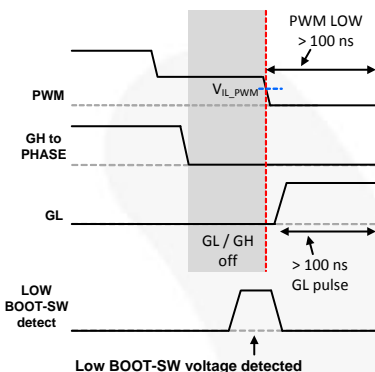 PWM LOW
> 100 ns
V_IL_PWM
PWM
GH to
PHASE
GL
GL / GH
off
> 100 ns
GL pulse
LOW
BOOT-SW
detect
Low BOOT-SW voltage detected